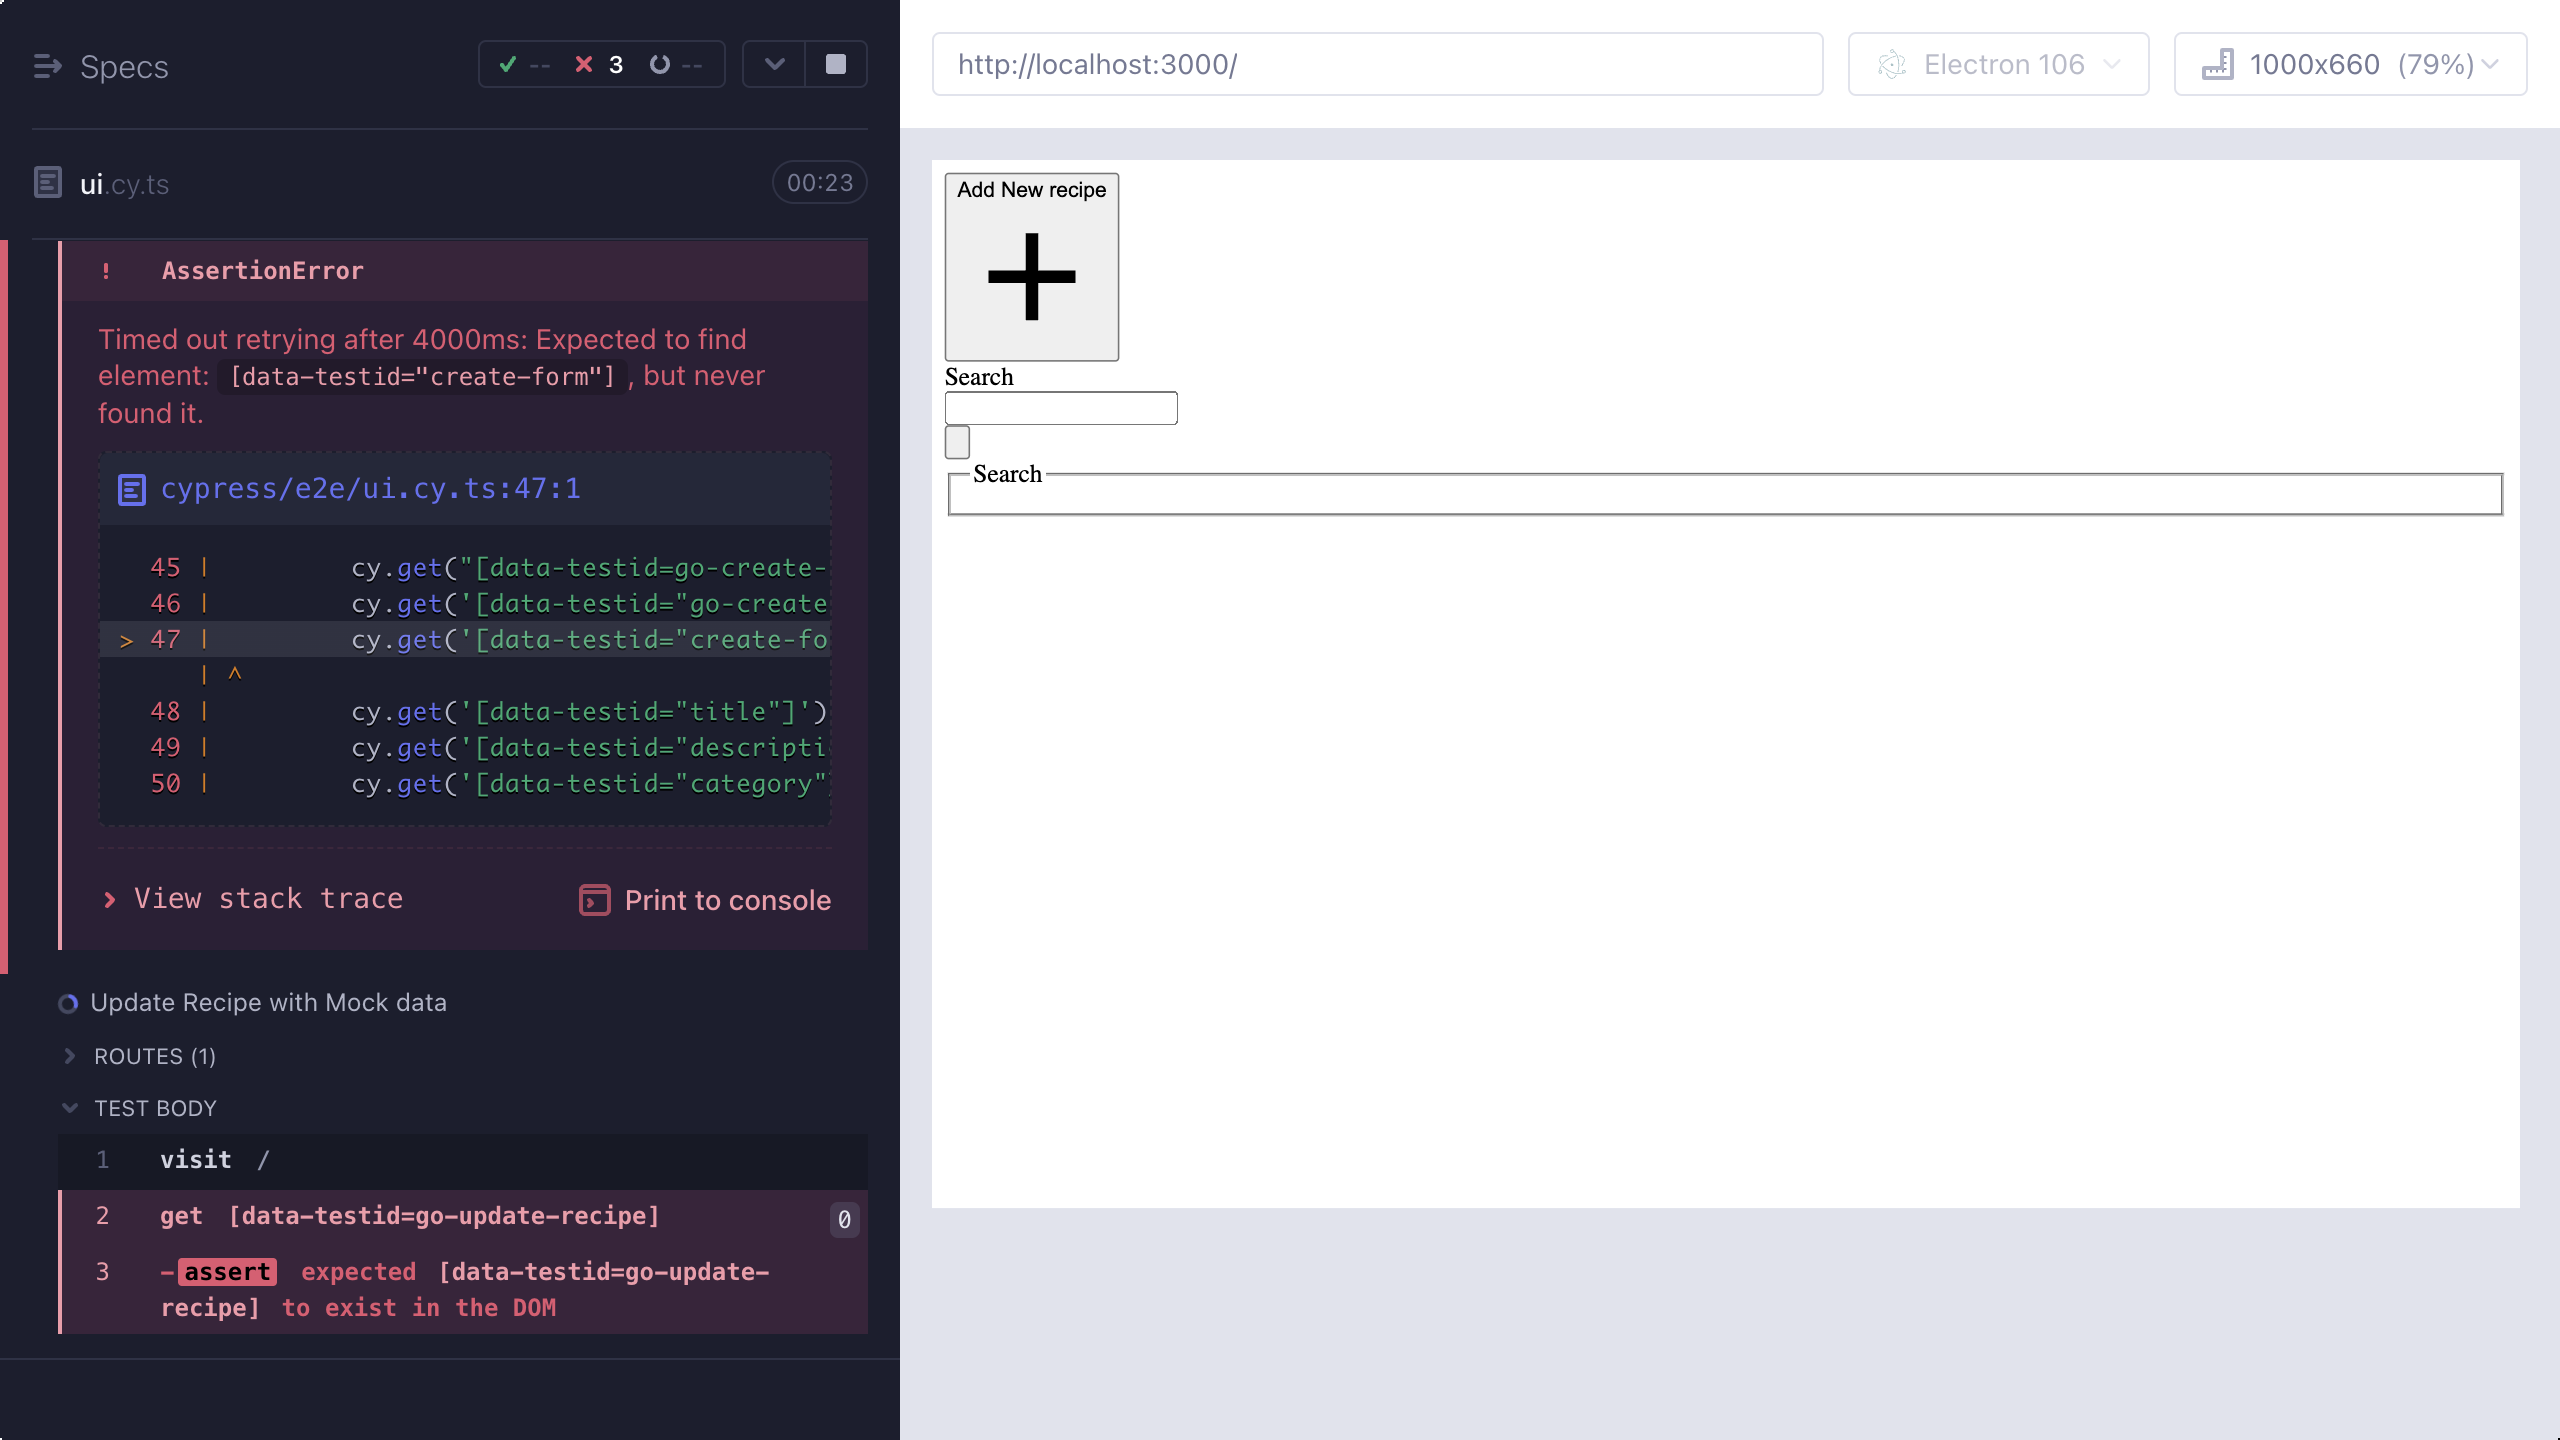 Specs
-- 3 --
ui.cy.ts 00:23
! AssertionError
Timed out retrying after 4000ms: Expected to find
element: [data-testid="create-form"] , but never
found it.
cypress/e2e/ui.cy.ts:47:1
45 | cy.get("[data-testid=go-create-
46 | cy.get('[data-testid="go-create
> 47 | cy.get('[data-testid="create-fo
| ^
48 | cy.get('[data-testid="title"]')
49 | cy.get('[data-testid="descripti
50 | cy.get('[data-testid="category"
View stack trace
Print to console
Update Recipe with Mock data
ROUTES (1)
TEST BODY
1 visit /
2 get [data-testid=go-update-recipe] 0
3 -assert expected [data-testid=go-update-
recipe] to exist in the DOM
http://localhost:3000/
Electron 106
1000x660 (79%)
Add New recipe
Search
Search